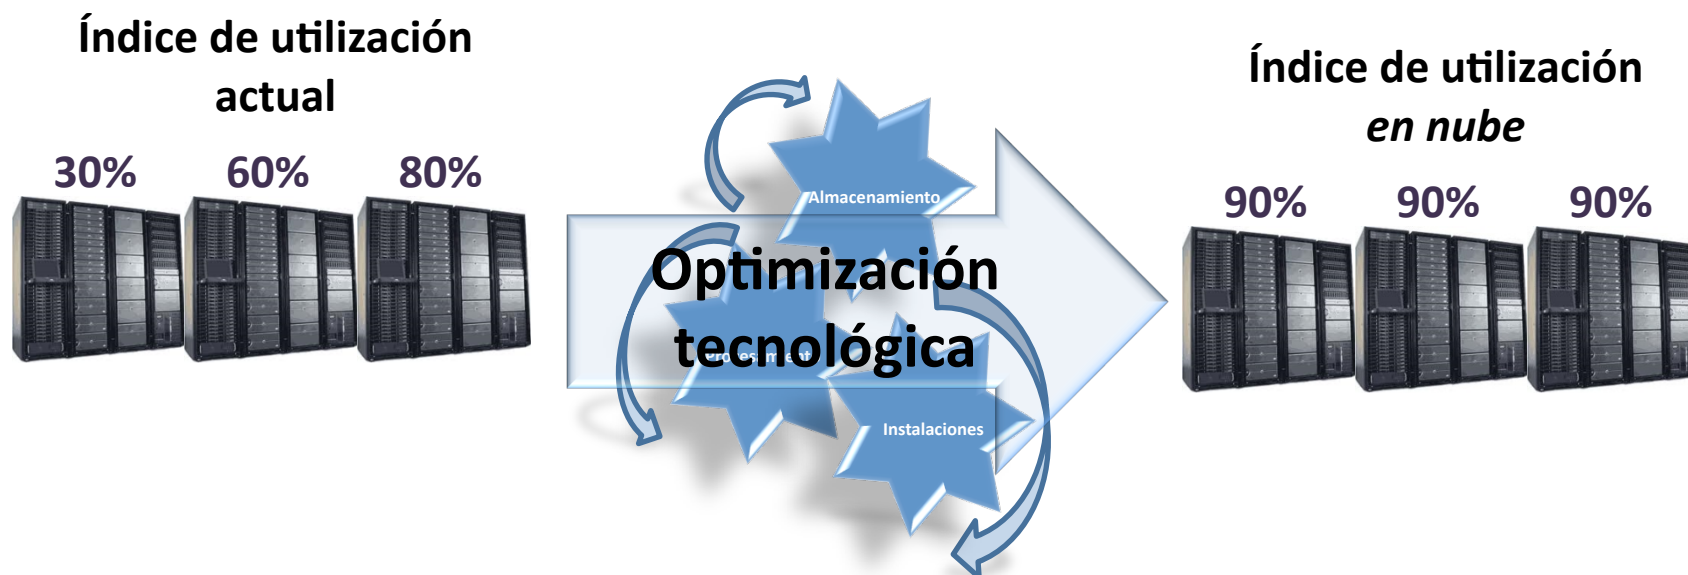 Índice de utilización
actual
30% 60% 80%
Almacenamiento
Optimización
tecnológica
Procesamiento
Instalaciones
Índice de utilización
en nube
90% 90% 90%